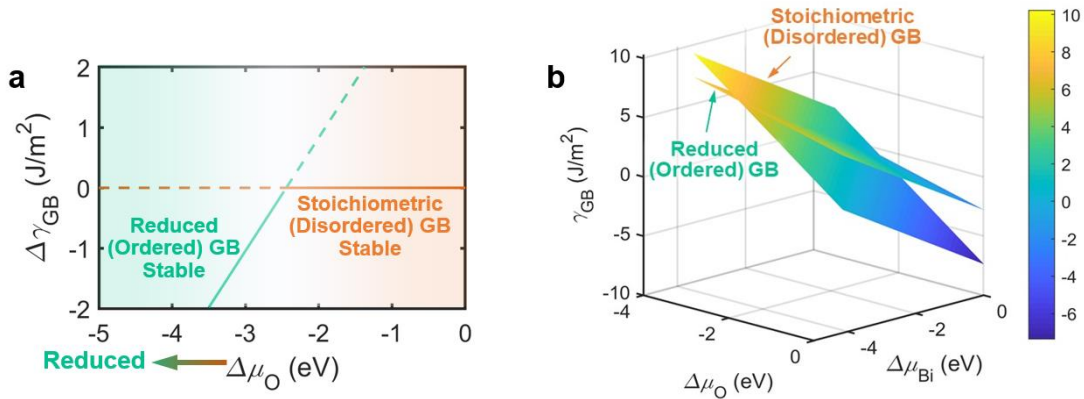 a
2
1
0
-1
-2
Δγ_GB (J/m²)
Reduced
(Ordered) GB
Stable
Stoichiometric
(Disordered) GB
Stable
-5 -4 -3 -2 -1 0
Reduced
Δμ_O (eV)
b
Stoichiometric
(Disordered) GB
Reduced
(Ordered) GB
10
5
0
-5
-10
γ_GB (J/m²)
-4 -2 0
Δμ_O (eV)
-4 -2 0
Δμ_Bi (eV)
10
8
6
4
2
0
-2
-4
-6